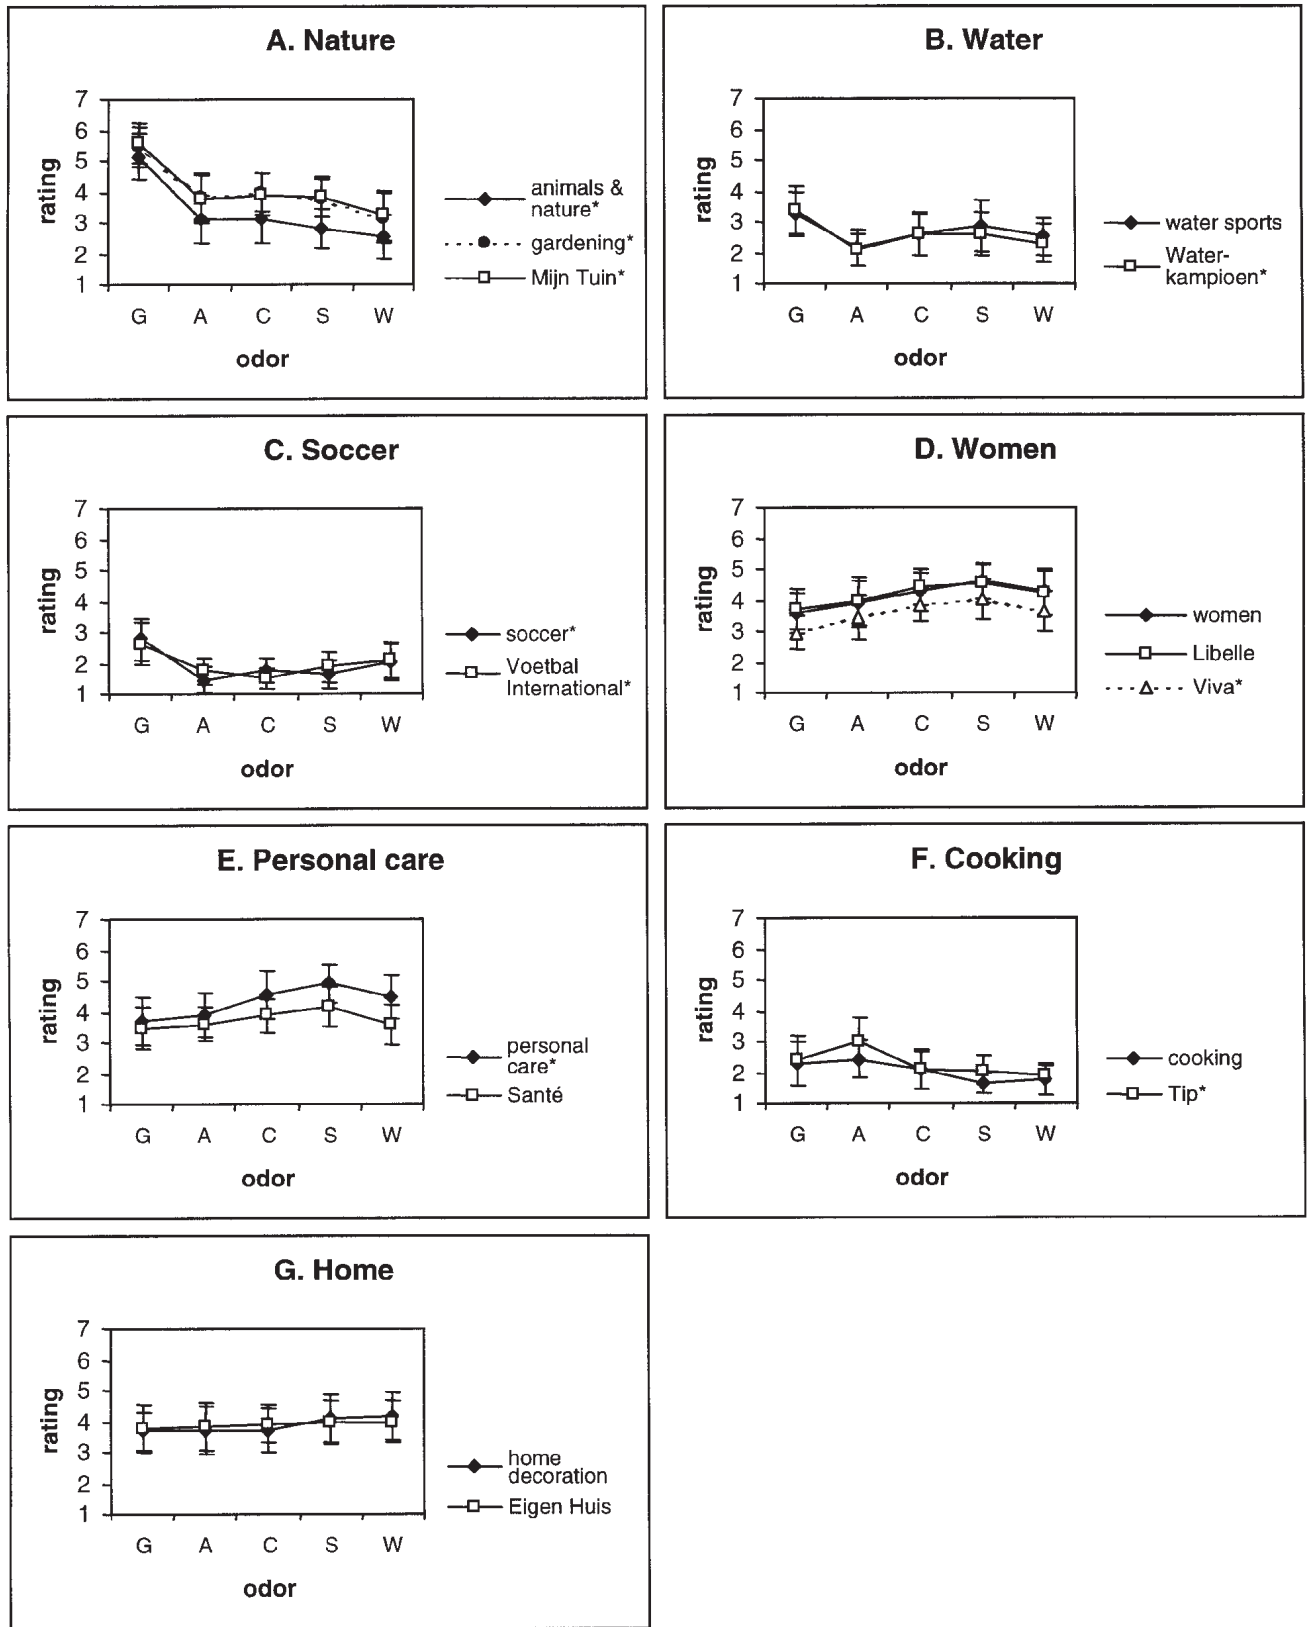 A. Nature
7
6
5
4
3
2
1
rating
G A C S W
odor
animals &
nature*
gardening*
Mijn Tuin*
B. Water
7
6
5
4
3
2
1
rating
G A C S W
odor
water sports
Water-
kampioen*
C. Soccer
7
6
5
4
3
2
1
rating
G A C S W
odor
soccer*
Voetbal
International*
D. Women
7
6
5
4
3
2
1
rating
G A C S W
odor
women
Libelle
Viva*
E. Personal care
7
6
5
4
3
2
1
rating
G A C S W
odor
personal
care*
Santé
F. Cooking
7
6
5
4
3
2
1
rating
G A C S W
odor
cooking
Tip*
G. Home
7
6
5
4
3
2
1
rating
G A C S W
odor
home
decoration
Eigen Huis